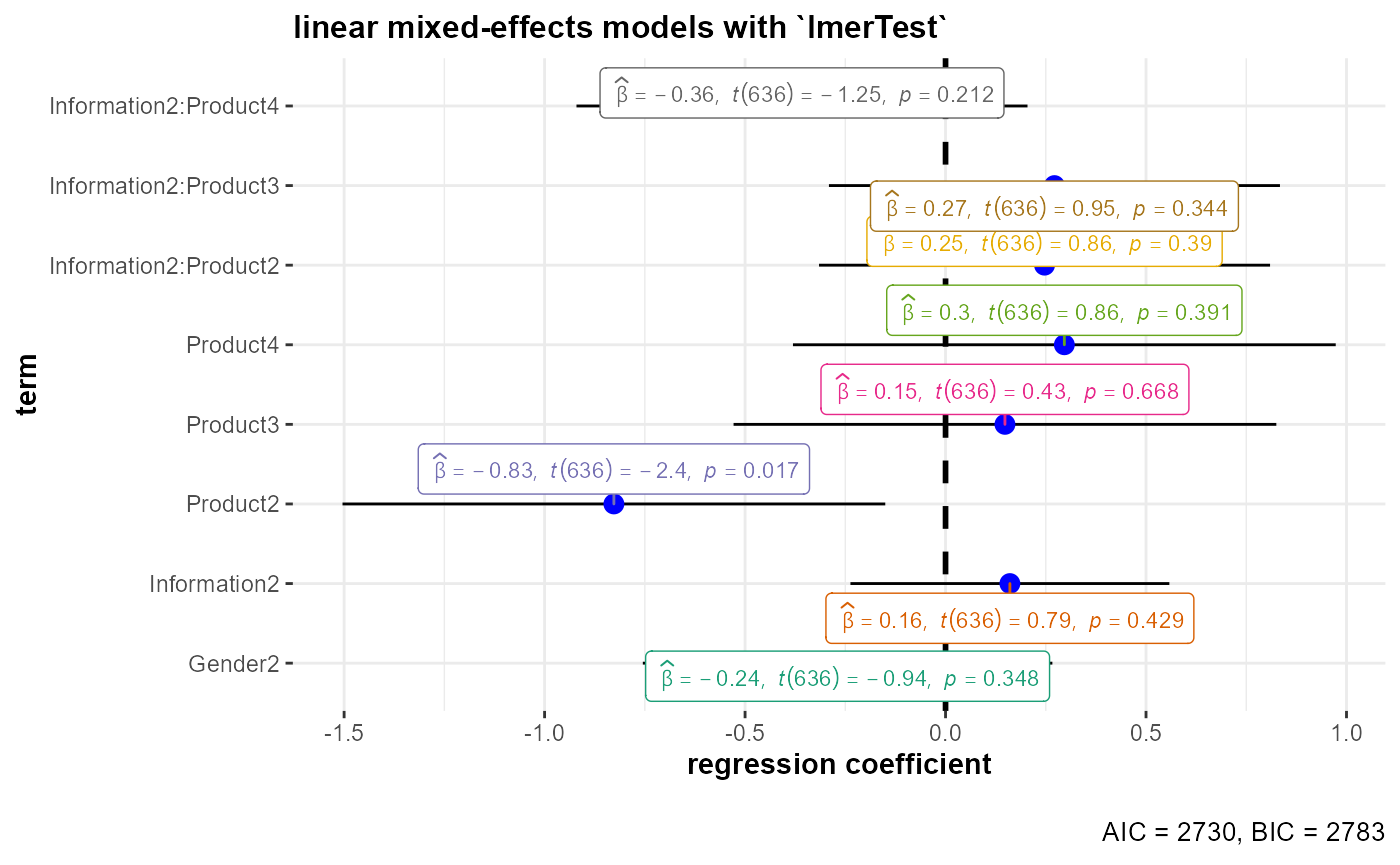 linear mixed-effects models with `lmerTest`
term
Information2:Product4
β̂ = − 0.36, t(636) = − 1.25, p = 0.212
Information2:Product3
β̂ = 0.27, t(636) = 0.95, p = 0.344
β = 0.25, t(636) = 0.86, p = 0.39
Information2:Product2
β̂ = 0.3, t(636) = 0.86, p = 0.391
Product4
β̂ = 0.15, t(636) = 0.43, p = 0.668
Product3
β̂ = − 0.83, t(636) = − 2.4, p = 0.017
Product2
Information2
β̂ = 0.16, t(636) = 0.79, p = 0.429
Gender2
β̂ = − 0.24, t(636) = − 0.94, p = 0.348
-1.5 -1.0 -0.5 0.0 0.5 1.0
regression coefficient
AIC = 2730, BIC = 2783